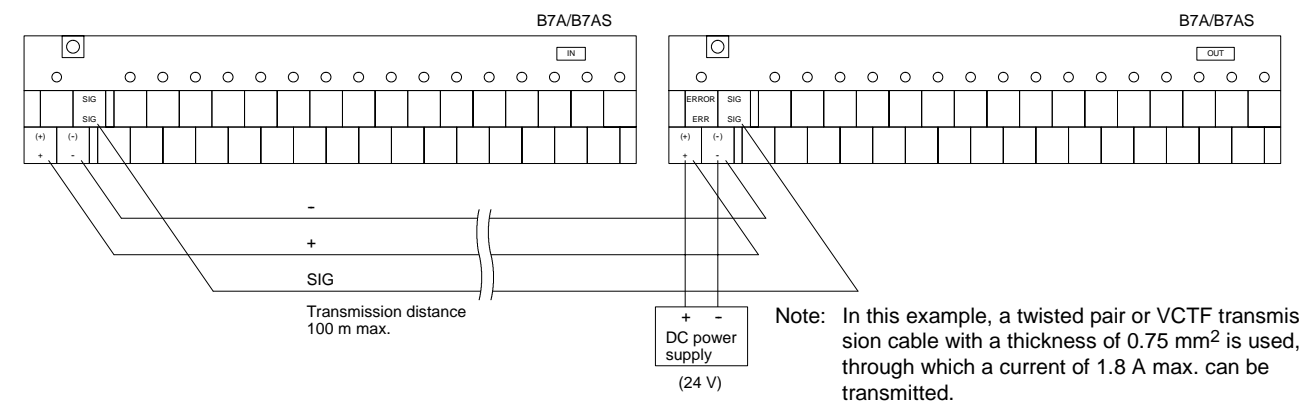 B7A/B7AS B7A/B7AS
IN OUT
SIG ERROR SIG
SIG ERR SIG
(+) (-) (+) (-)
+ - + -
-
+
SIG
Transmission distance
100 m max.
+ -
DC power
supply
(24 V)
Note: In this example, a twisted pair or VCTF transmis
sion cable with a thickness of 0.75 mm² is used,
through which a current of 1.8 A max. can be
transmitted.